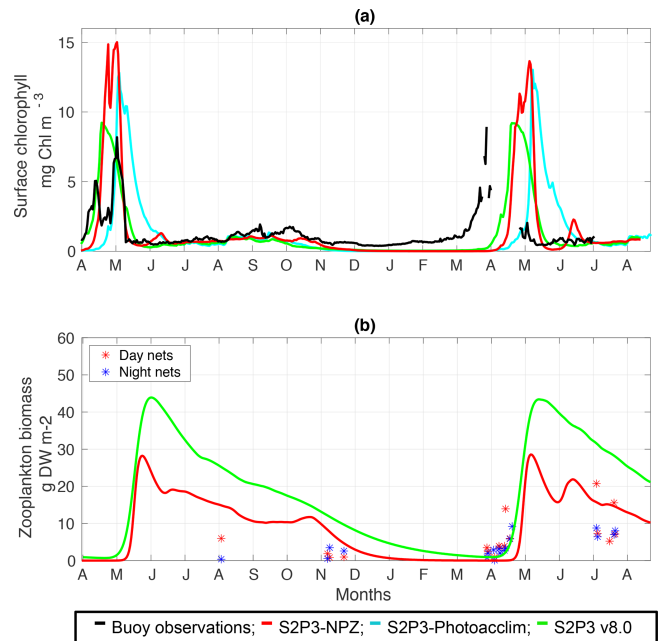 (a)
Surface chlorophyll
mg Chl m ⁻³
15
10
5
0
A M J J A S O N D J F M A M J J A
(b)
Zooplankton biomass
g DW m-2
60
50
40
30
20
10
0
Day nets
Night nets
A M J J A S O N D J F M A M J J A
Months
Buoy observations; S2P3-NPZ; S2P3-Photoacclim; S2P3 v8.0